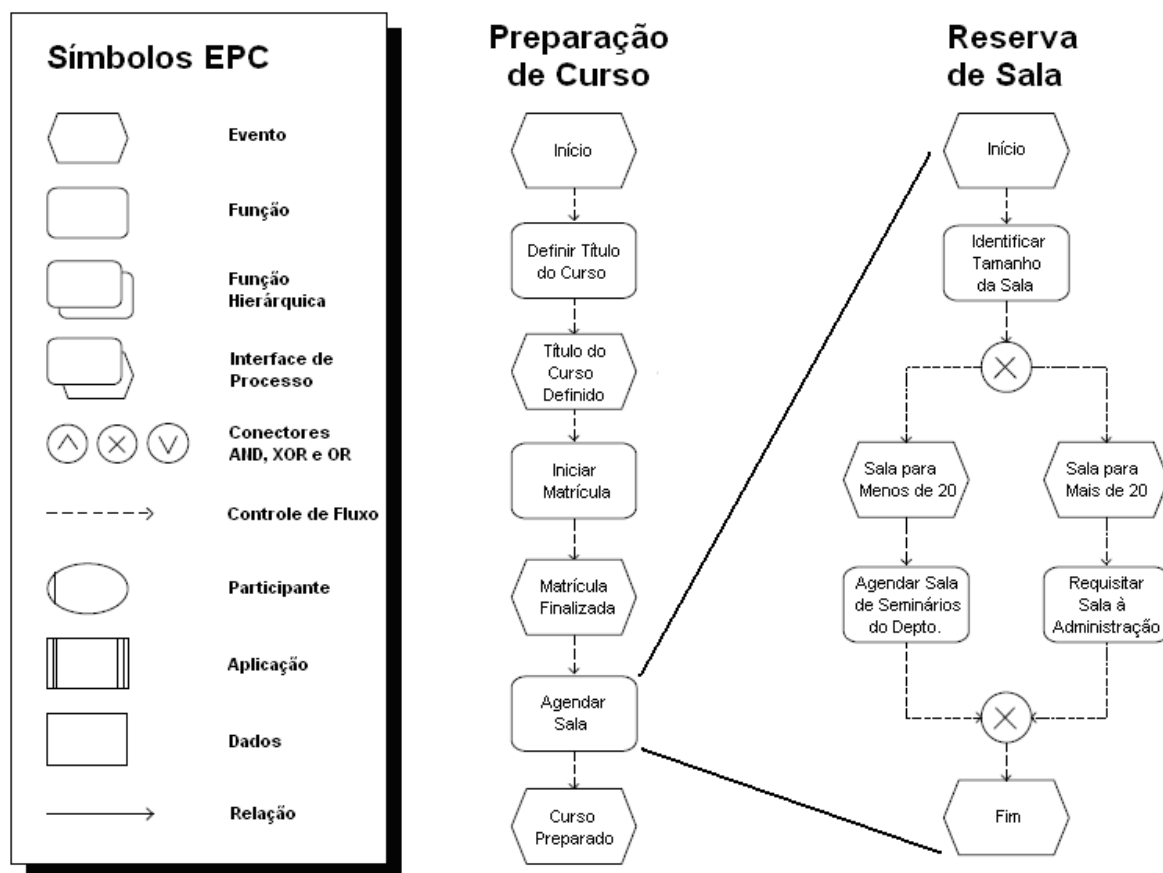 Símbolos EPC
Evento
Função
Função
Hierárquica
Interface de
Processo
Conectores
AND, XOR e OR
Controle de Fluxo
Participante
Aplicação
Dados
Relação
Preparação
de Curso
Início
Definir Título
do Curso
Título do
Curso
Definido
Iniciar
Matrícula
Matrícula
Finalizada
Agendar
Sala
Curso
Preparado
Reserva
de Sala
Início
Identificar
Tamanho
da Sala
Sala para
Menos de 20
Sala para
Mais de 20
Agendar Sala
de Seminários
do Depto.
Requisitar
Sala à
Administração
Fim